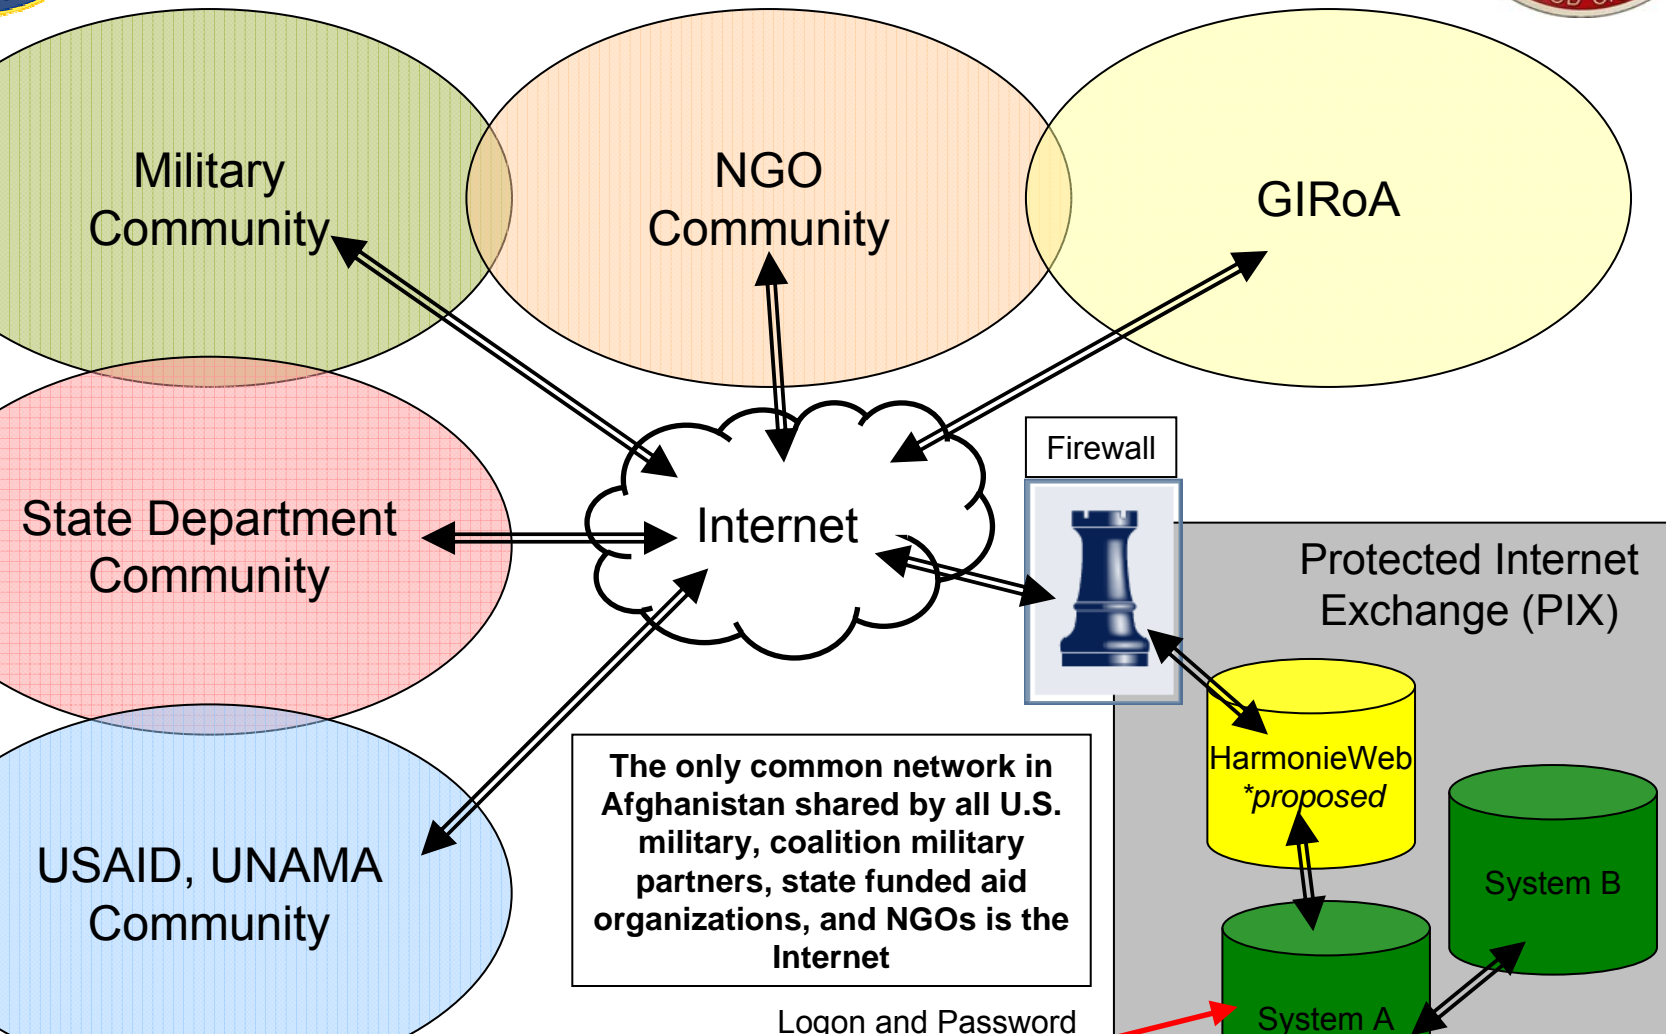 Military
Community
NGO
Community
GIRoA
Firewall
State Department
Community
Internet
Protected Internet
Exchange (PIX)
HarmonieWeb
*proposed
System B
The only common network in
Afghanistan shared by all U.S.
military, coalition military
partners, state funded aid
organizations, and NGOs is the
Internet
USAID, UNAMA
Community
System A
Logon and Password